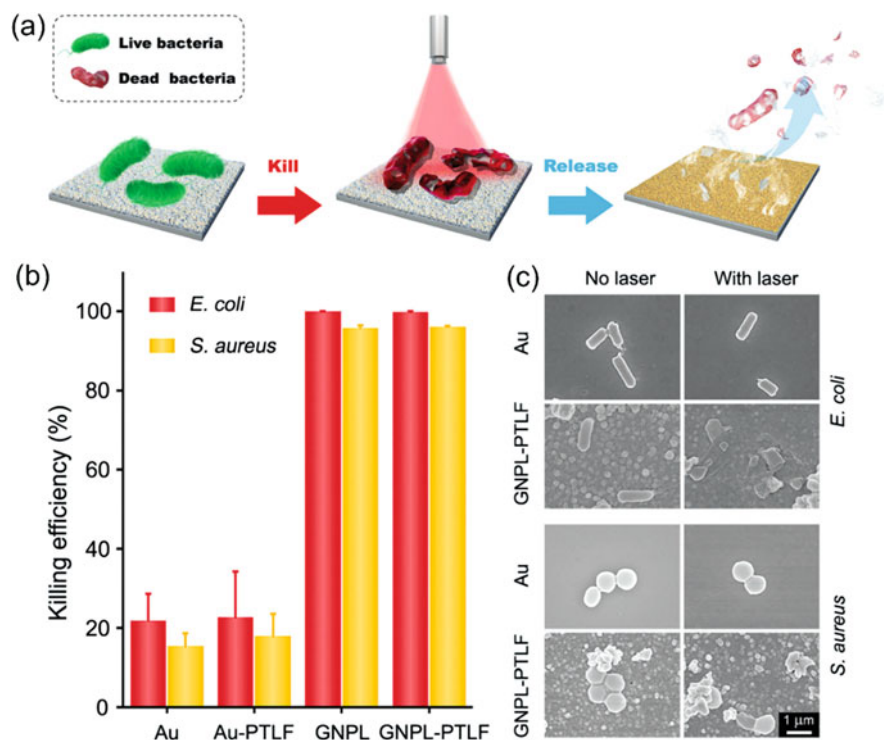 (a)
Live bacteria
Dead bacteria
Kill
Release
(b)
Killing efficiency (%)
100
80
60
40
20
0
E. coli
S. aureus
Au
Au-PTLF
GNPL
GNPL-PTLF
(c)
No laser
With laser
Au
GNPL-PTLF
E. coli
Au
GNPL-PTLF
S. aureus
1 μm